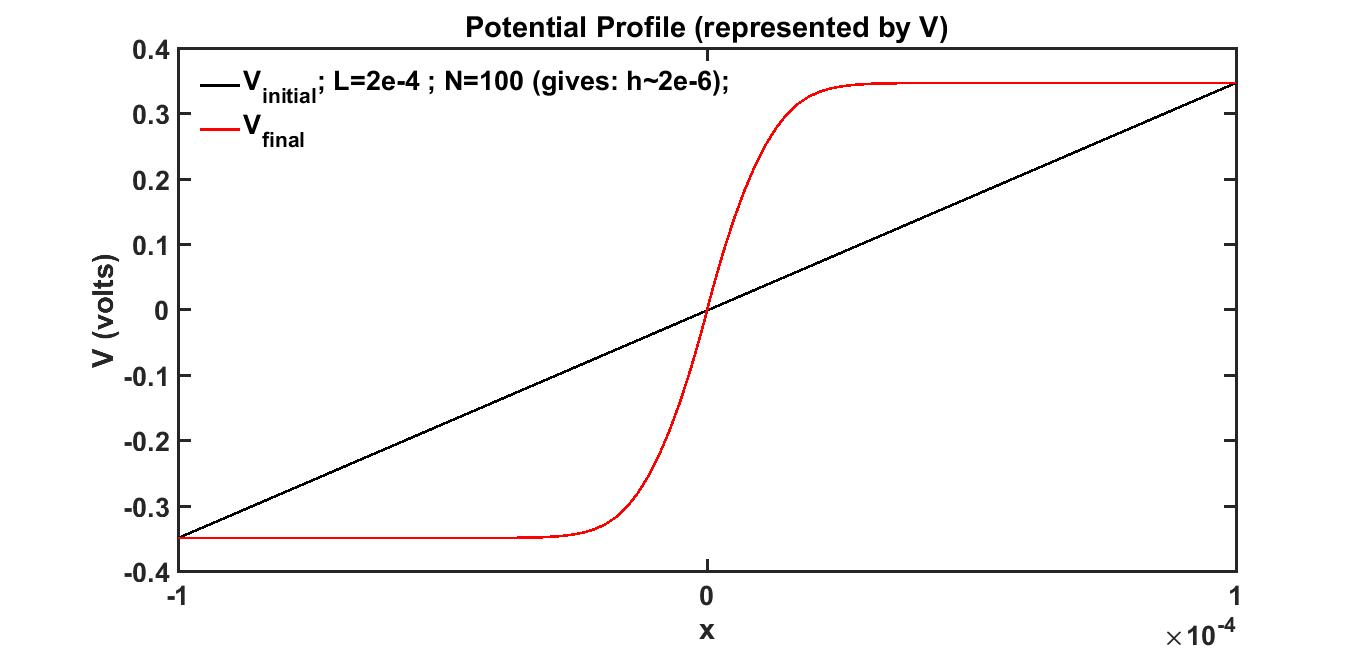 Potential Profile (represented by V)
V_initial; L=2e-4 ; N=100 (gives: h~2e-6);
V_final
V (volts)
0.4
0.3
0.2
0.1
0
-0.1
-0.2
-0.3
-0.4
-1
0
1
x
×10^-4